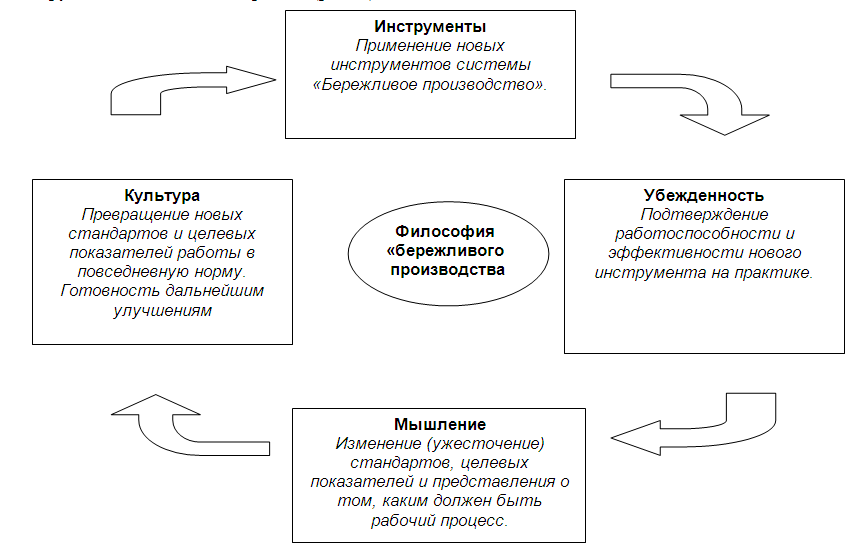 Инструменты
Применение новых
инструментов системы
«Бережливое производство».
Культура
Превращение новых
стандартов и целевых
показателей работы в
повседневную норму.
Готовность дальнейшим
улучшениям
Философия
«бережливого
производства
Убежденность
Подтверждение
работоспособности и
эффективности нового
инструмента на практике.
Мышление
Изменение (ужесточение)
стандартов, целевых
показателей и представления о
том, каким должен быть
рабочий процесс.